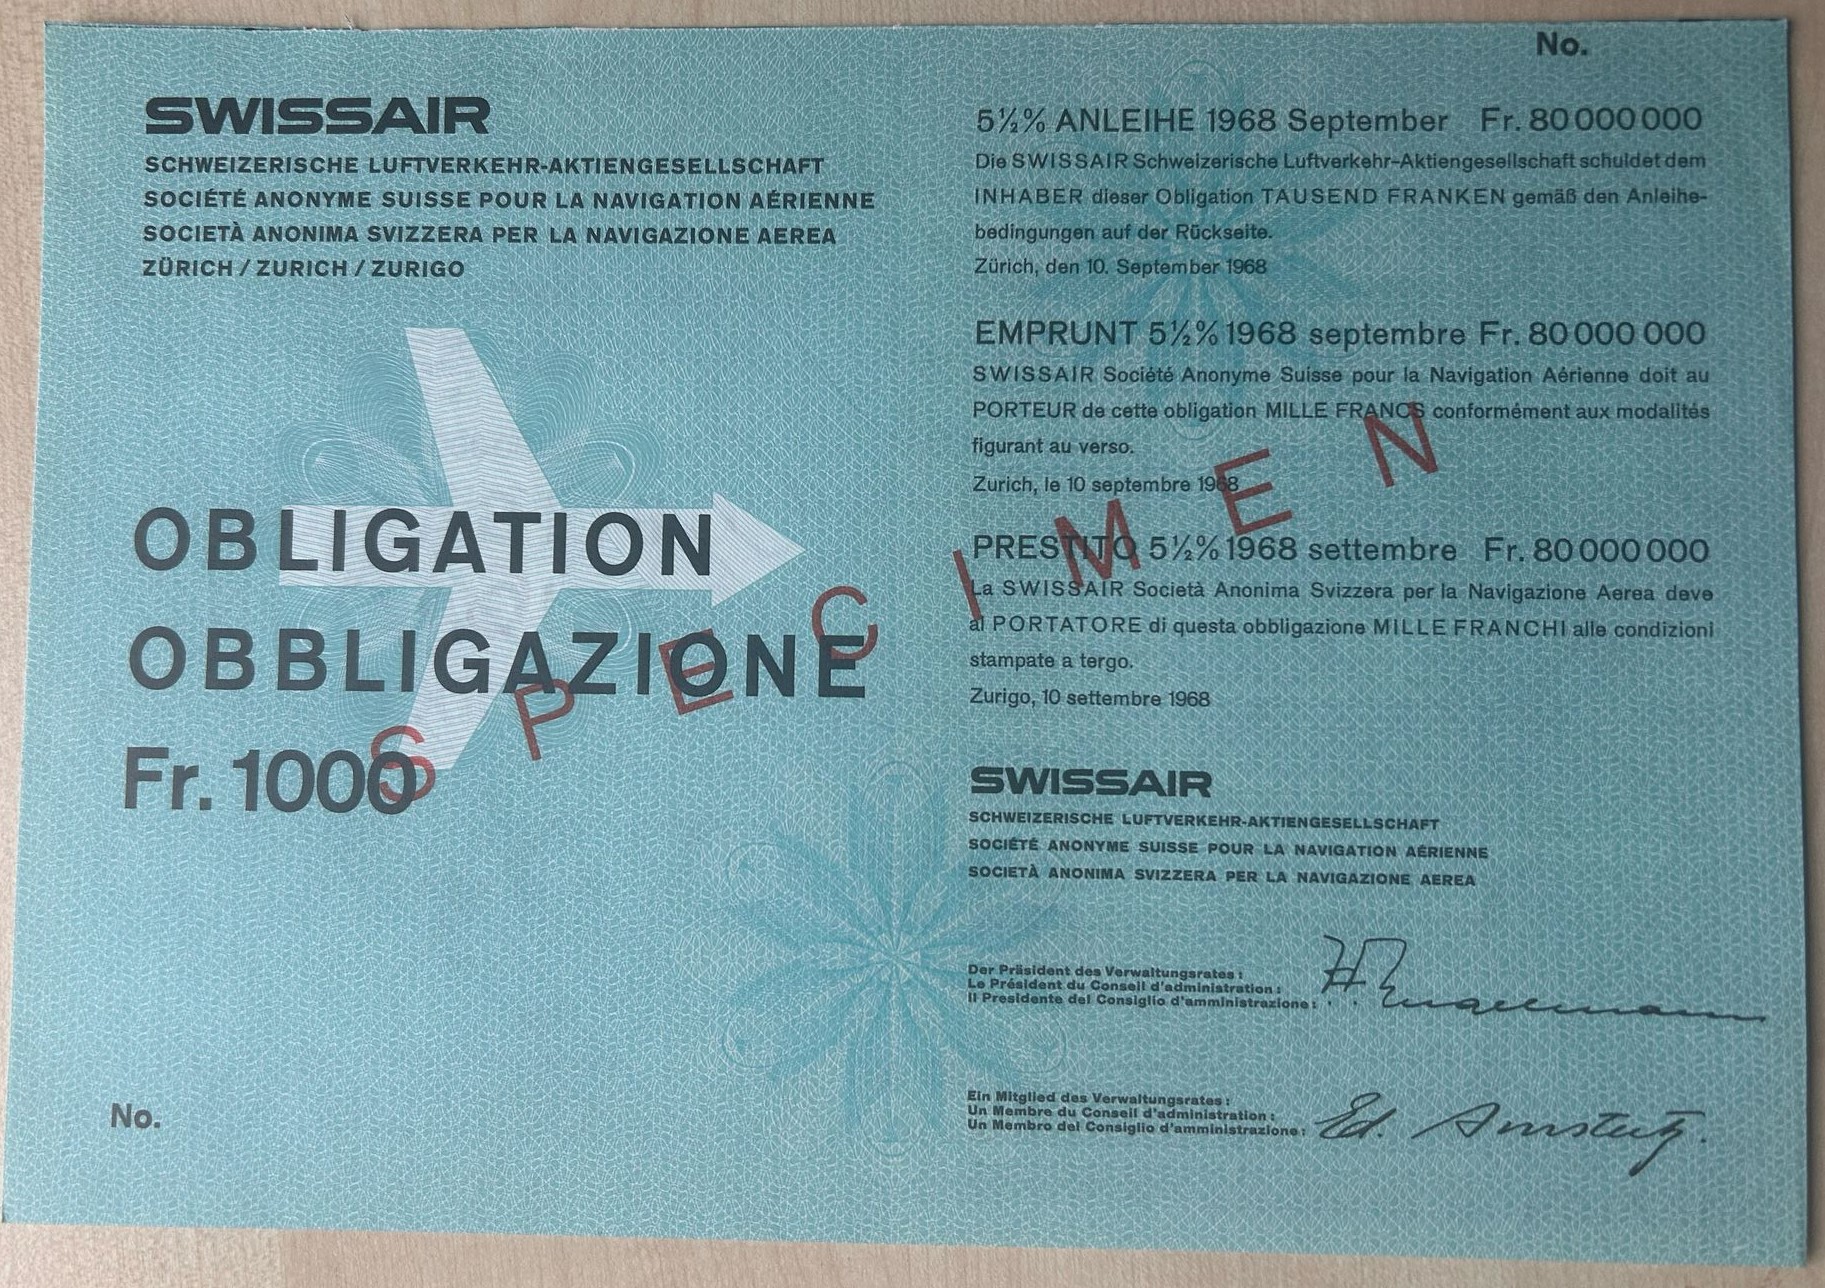 SWISSAIR
SCHWEIZERISCHE LUFTVERKEHR-AKTIENGESELLSCHAFT
SOCIÉTÉ ANONYME SUISSE POUR LA NAVIGATION AÉRIENNE
SOCIETÀ ANONIMA SVIZZERA PER LA NAVIGAZIONE AEREA
ZÜRICH / ZURICH / ZURIGO
OBLIGATION
OBBLIGAZIONE
Fr. 1000
No.
SPECIMEN
No.
5½% ANLEIHE 1968 September Fr. 80 000 000
Die SWISSAIR Schweizerische Luftverkehr-Aktiengesellschaft schuldet dem
INHABER dieser Obligation TAUSEND FRANKEN gemäß den Anleihe-
bedingungen auf der Rückseite.
Zürich, den 10. September 1968
EMPRUNT 5½% 1968 septembre Fr. 80 000 000
SWISSAIR Société Anonyme Suisse pour la Navigation Aérienne doit au
PORTEUR de cette obligation MILLE FRANCS conformément aux modalités
figurant au verso.
Zurich, le 10 septembre 1968
PRESTITO 5½% 1968 settembre Fr. 80 000 000
La SWISSAIR Società Anonima Svizzera per la Navigazione Aerea deve
al PORTATORE di questa obbligazione MILLE FRANCHI alle condizioni
stampate a tergo.
Zurigo, 10 settembre 1968
SWISSAIR
SCHWEIZERISCHE LUFTVERKEHR-AKTIENGESELLSCHAFT
SOCIÉTÉ ANONYME SUISSE POUR LA NAVIGATION AÉRIENNE
SOCIETÀ ANONIMA SVIZZERA PER LA NAVIGAZIONE AEREA
Der Präsident des Verwaltungsrates :
Le Président du Conseil d'administration :
Il Presidente del Consiglio d'amministrazione :
Ein Mitglied des Verwaltungsrates :
Un Membre du Conseil d'administration :
Un Membro del Consiglio d'amministrazione :
Ed. Amstutz.